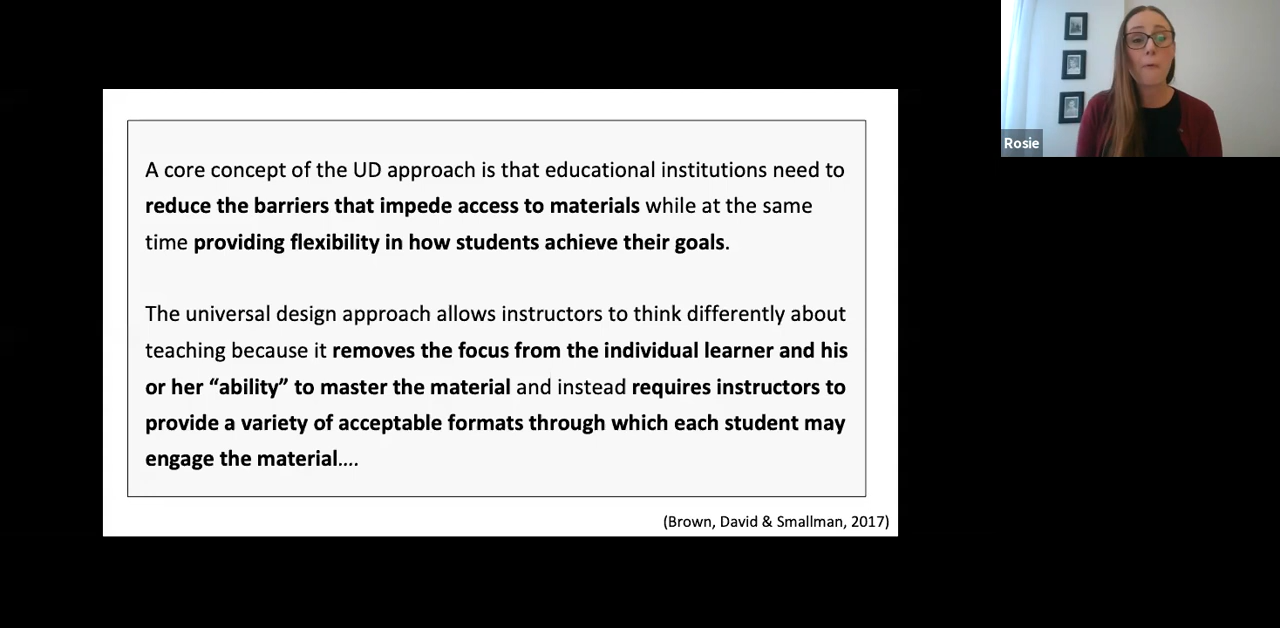 A core concept of the UD approach is that educational institutions need to
reduce the barriers that impede access to materials while at the same
time providing flexibility in how students achieve their goals.
The universal design approach allows instructors to think differently about
teaching because it removes the focus from the individual learner and his
or her “ability” to master the material and instead requires instructors to
provide a variety of acceptable formats through which each student may
engage the material....
(Brown, David & Smallman, 2017)
Rosie